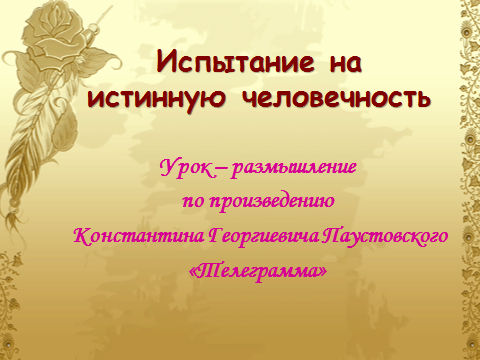 Испытание на
истинную человечность
Урок – размышление
по произведению
Константина Георгиевича Паустовского
«Телеграмма»